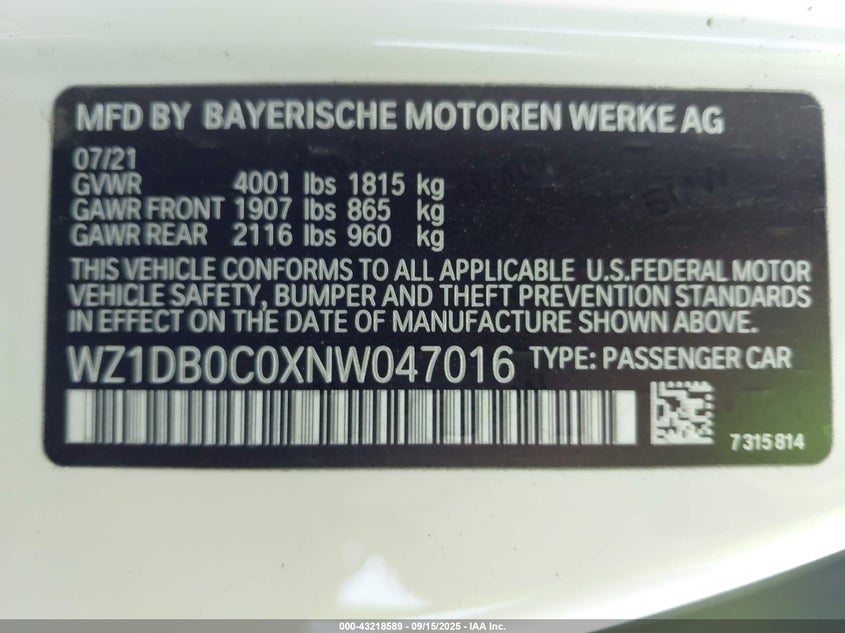 MFD BY BAYERISCHE MOTOREN WERKE AG
07/21
GVWR 4001 lbs 1815 kg
GAWR FRONT 1907 lbs 865 kg
GAWR REAR 2116 lbs 960 kg
THIS VEHICLE CONFORMS TO ALL APPLICABLE U.S.FEDERAL MOTOR
VEHICLE SAFETY, BUMPER AND THEFT PREVENTION STANDARDS
IN EFFECT ON THE DATE OF MANUFACTURE SHOWN ABOVE.
WZ1DB0C0XNW047016 TYPE: PASSENGER CAR
7315814
000-43218589 - 09/15/2025 - IAA Inc.